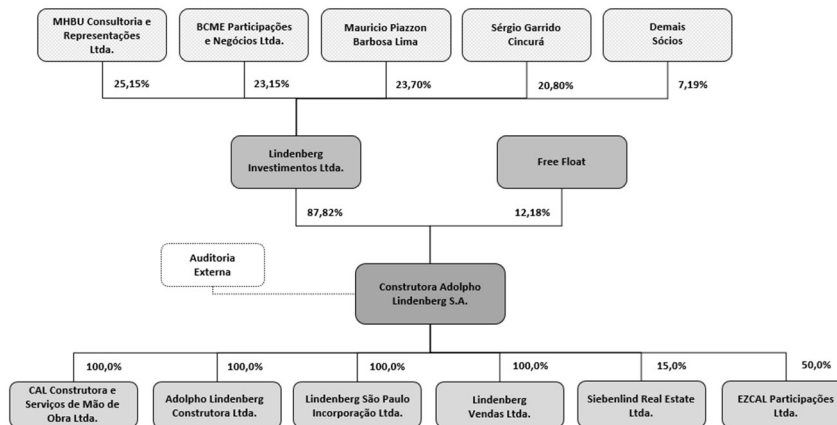 MHBU Consultoria e
Representações
Ltda.
BCME Participações
e Negócios Ltda.
Mauricio Piazzon
Barbosa Lima
Sérgio Garrido
Cincurá
Demais
Sócios
25,15%
23,15%
23,70%
20,80%
7,19%
Lindenberg
Investimentos Ltda.
Free Float
87,82%
12,18%
Auditoria
Externa
Construtora Adolpho
Lindenberg S.A.
100,0%
100,0%
100,0%
100,0%
15,0%
50,0%
CAL Construtora e
Serviços de Mão de
Obra Ltda.
Adolpho Lindenberg
Construtora Ltda.
Lindenberg São Paulo
Incorporação Ltda.
Lindenberg
Vendas Ltda.
Siebenlind Real Estate
Ltda.
EZCAL Participações
Ltda.